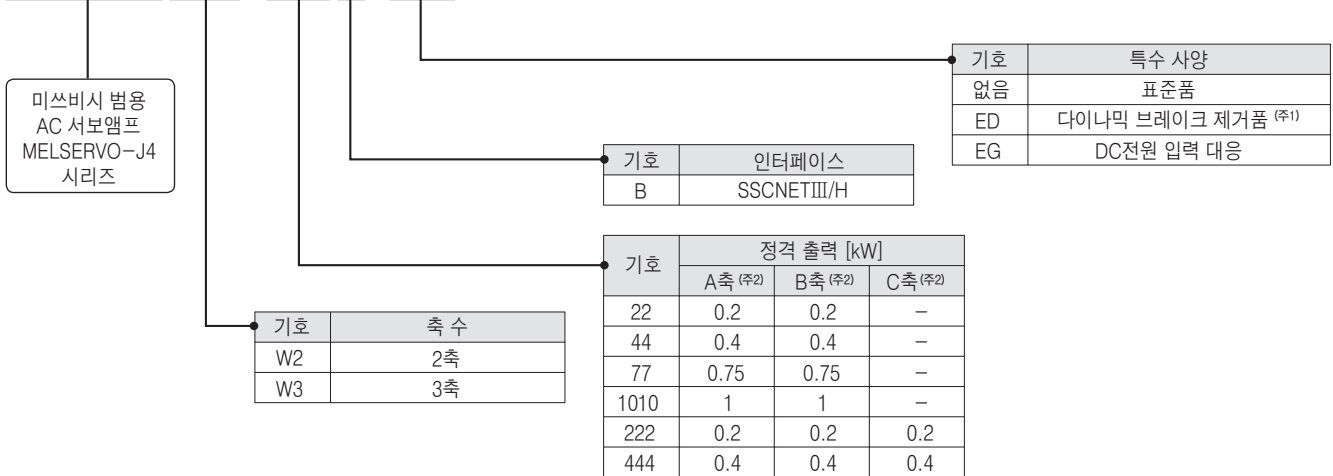 기호 특수 사양
없음 표준품
ED 다이나믹 브레이크 제거품 (주1)
EG DC전원 입력 대응
미쓰비시 범용
AC 서보앰프
MELSERVO-J4
시리즈
기호 인터페이스
B SSCNETⅢ/H
기호 정격 출력 [kW]
A축 (주2) B축 (주2) C축 (주2)
22 0.2 0.2 −
44 0.4 0.4 −
77 0.75 0.75 −
1010 1 1 −
222 0.2 0.2 0.2
444 0.4 0.4 0.4
기호 축 수
W2 2축
W3 3축